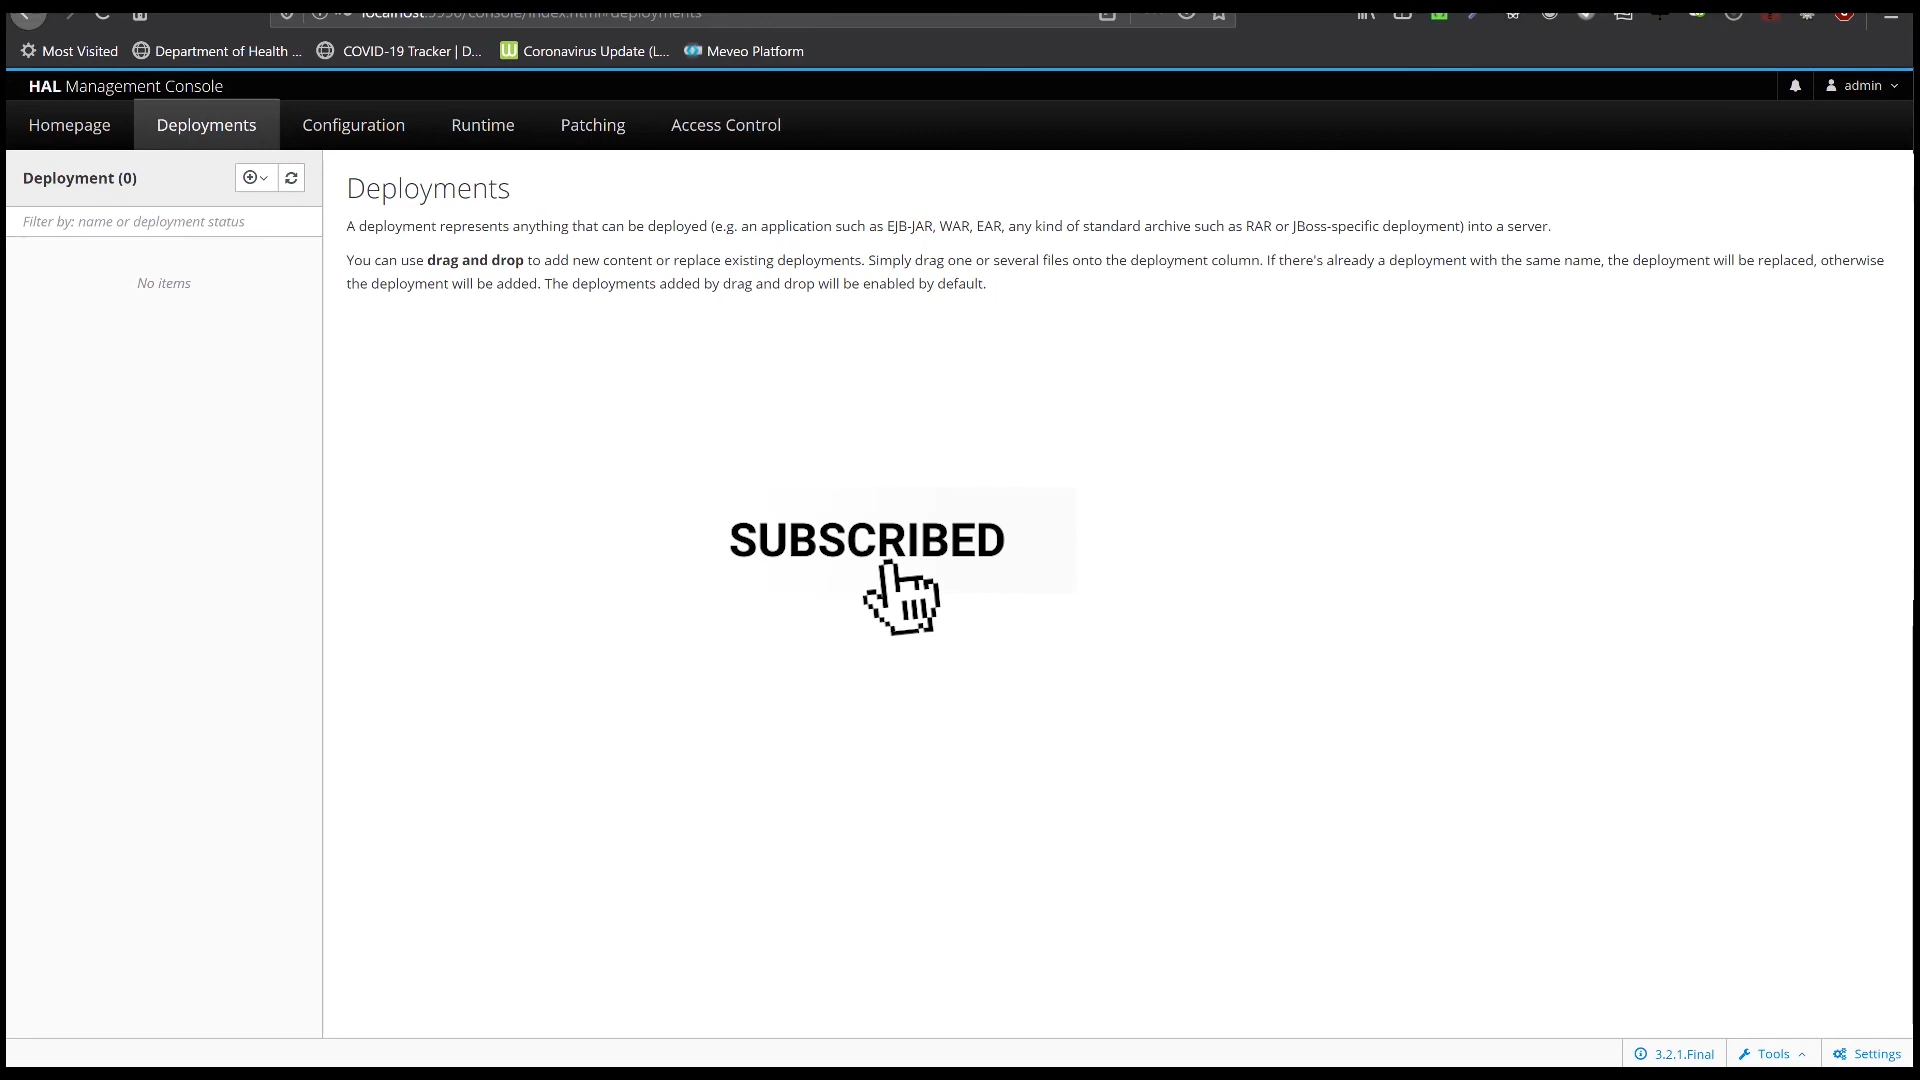 localhost:9990/console/index.html#deployments
Most Visited
Department of Health ...
COVID-19 Tracker | D...
W Coronavirus Update (L...
Meveo Platform
HAL Management Console
admin
Homepage
Deployments
Configuration
Runtime
Patching
Access Control
Deployment (0)
Filter by: name or deployment status
No items
Deployments
A deployment represents anything that can be deployed (e.g. an application such as EJB-JAR, WAR, EAR, any kind of standard archive such as RAR or JBoss-specific deployment) into a server.
You can use drag and drop to add new content or replace existing deployments. Simply drag one or several files onto the deployment column. If there's already a deployment with the same name, the deployment will be replaced, otherwise
the deployment will be added. The deployments added by drag and drop will be enabled by default.
SUBSCRIBED
3.2.1.Final
Tools
Settings